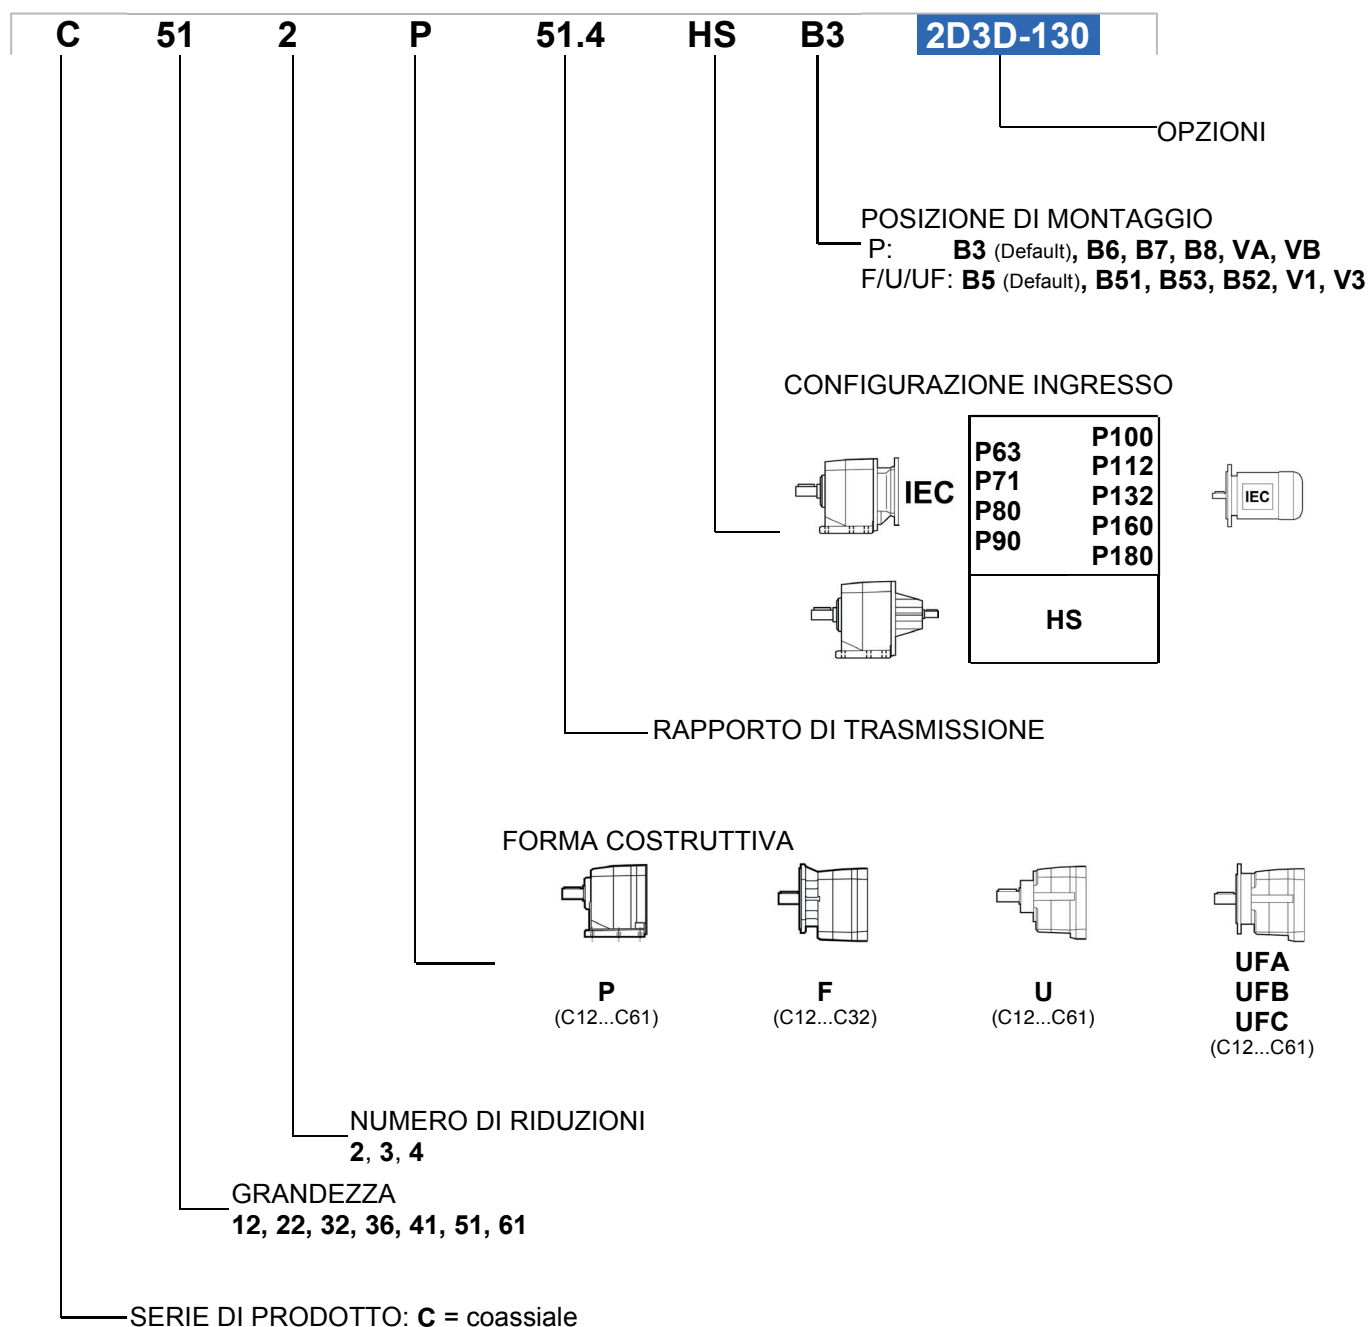 C 51 2 P 51.4 HS B3 2D3D-130
OPZIONI
POSIZIONE DI MONTAGGIO
P: B3 (Default), B6, B7, B8, VA, VB
F/U/UF: B5 (Default), B51, B53, B52, V1, V3
CONFIGURAZIONE INGRESSO
IEC
P63
P71
P80
P90
P100
P112
P132
P160
P180
IEC
HS
RAPPORTO DI TRASMISSIONE
FORMA COSTRUTTIVA
P
(C12...C61)
F
(C12...C32)
U
(C12...C61)
UFA
UFB
UFC
(C12...C61)
NUMERO DI RIDUZIONI
2, 3, 4
GRANDEZZA
12, 22, 32, 36, 41, 51, 61
SERIE DI PRODOTTO: C = coassiale